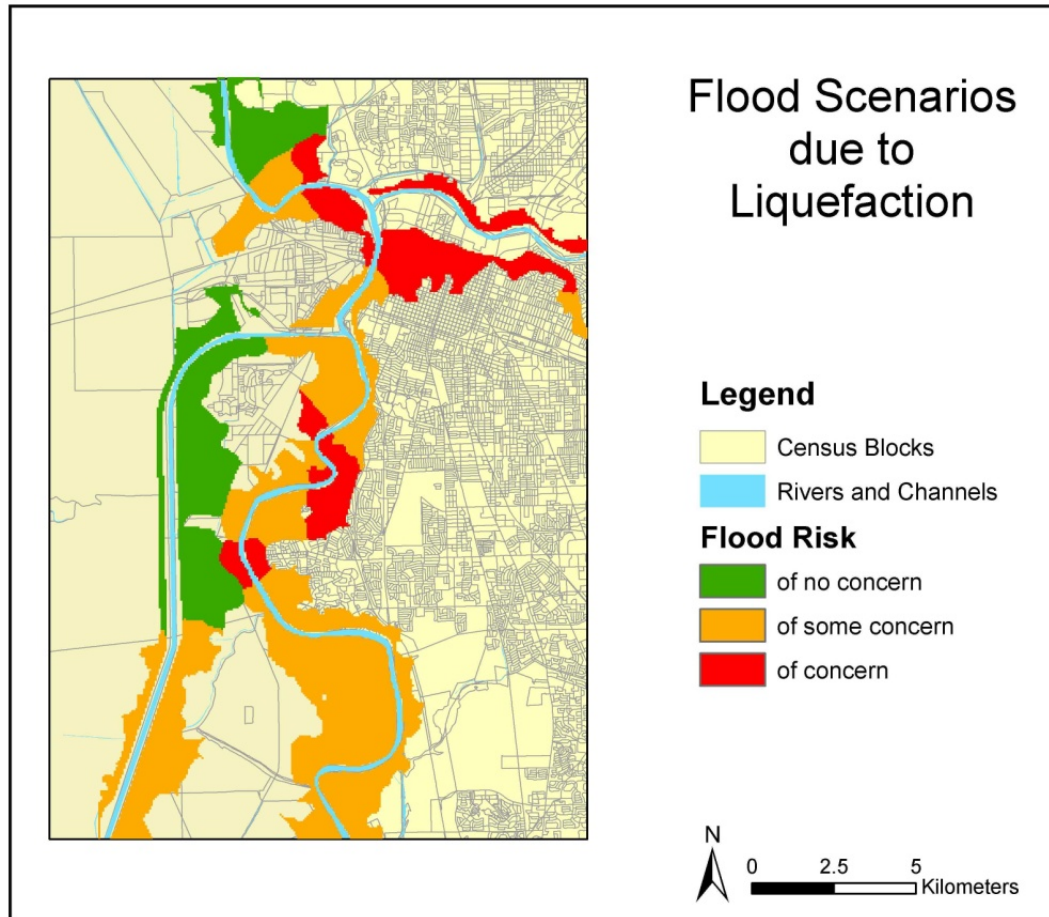 Flood Scenarios
due to
Liquefaction
Legend
Census Blocks
Rivers and Channels
Flood Risk
of no concern
of some concern
of concern
N
0 2.5 5
Kilometers